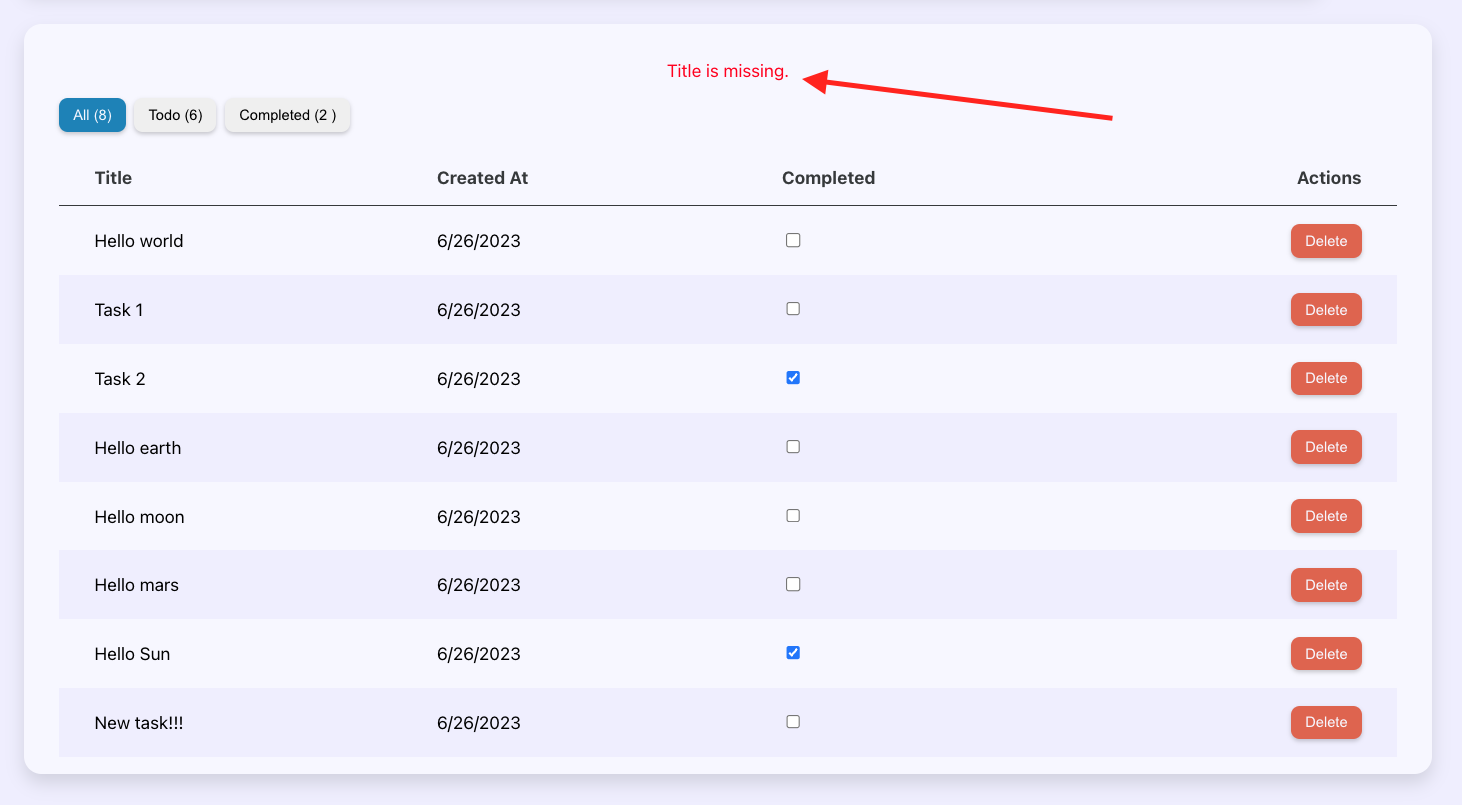 Title is missing.
All (8) Todo (6) Completed (2 )
Title Created At Completed Actions
Hello world 6/26/2023 Delete
Task 1 6/26/2023 Delete
Task 2 6/26/2023 Delete
Hello earth 6/26/2023 Delete
Hello moon 6/26/2023 Delete
Hello mars 6/26/2023 Delete
Hello Sun 6/26/2023 Delete
New task!!! 6/26/2023 Delete